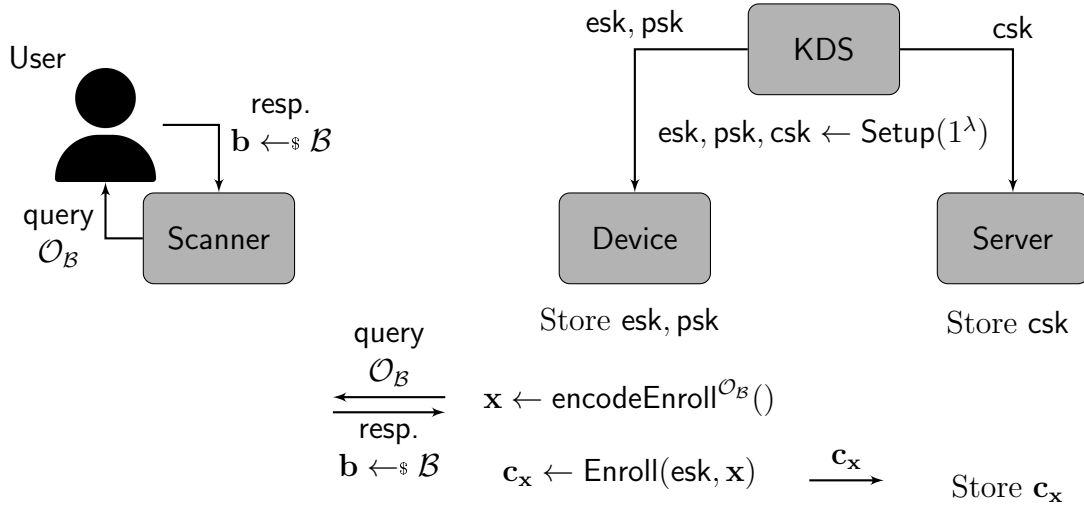 esk, psk
KDS
csk
User
resp.
𝐛 ←$ ℬ
esk, psk, csk ← Setup(1^λ)
query
𝒪_ℬ
Scanner
Device
Server
Store esk, psk
Store csk
query
𝒪_ℬ
𝐱 ← encodeEnroll^{𝒪_ℬ}()
resp.
𝐛 ←$ ℬ
𝐜_𝐱 ← Enroll(esk, 𝐱)
𝐜_𝐱
Store 𝐜_𝐱